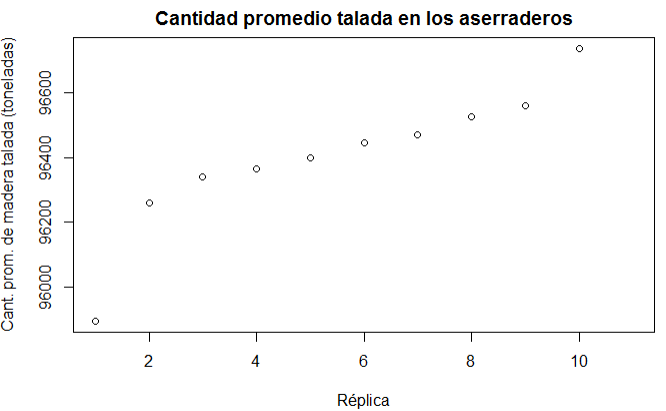 Cantidad promedio talada en los aserraderos
Cant. prom. de madera talada (toneladas)
96600
96400
96200
96000
2 4 6 8 10
Réplica